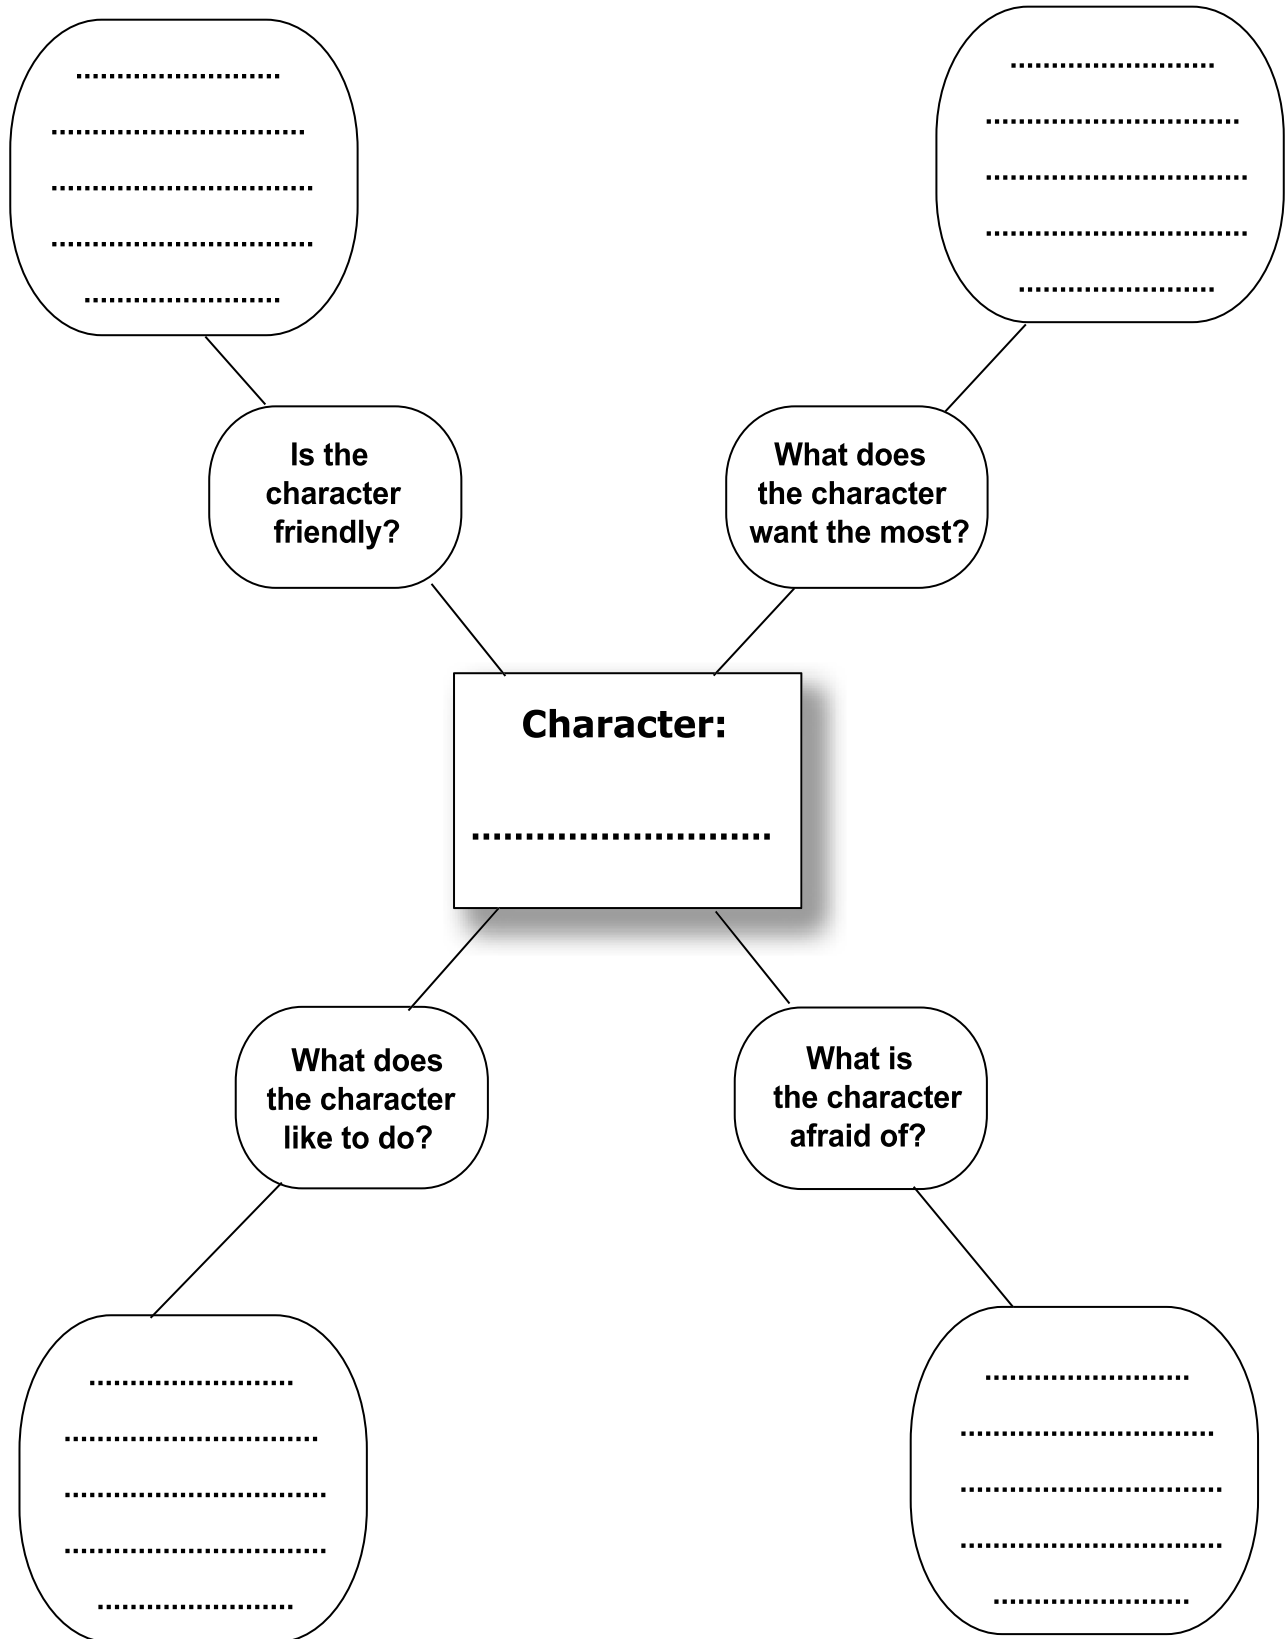 Is the
character
friendly?
What does
the character
want the most?
Character:
What does
the character
like to do?
What is
the character
afraid of?